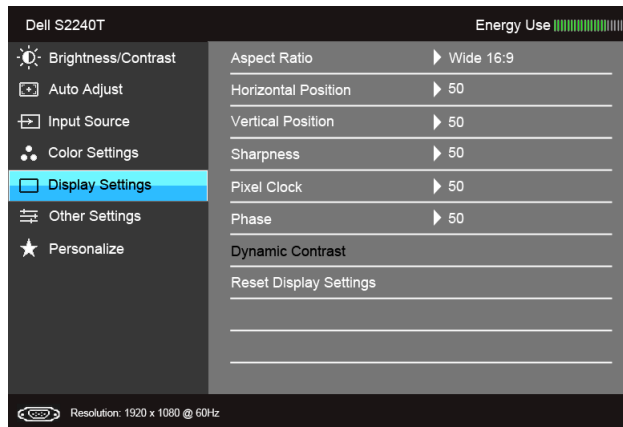 Dell S2240T Energy Use
Brightness/Contrast
Auto Adjust
Input Source
Color Settings
Display Settings
Other Settings
Personalize
Aspect Ratio Wide 16:9
Horizontal Position 50
Vertical Position 50
Sharpness 50
Pixel Clock 50
Phase 50
Dynamic Contrast
Reset Display Settings
Resolution: 1920 x 1080 @ 60Hz